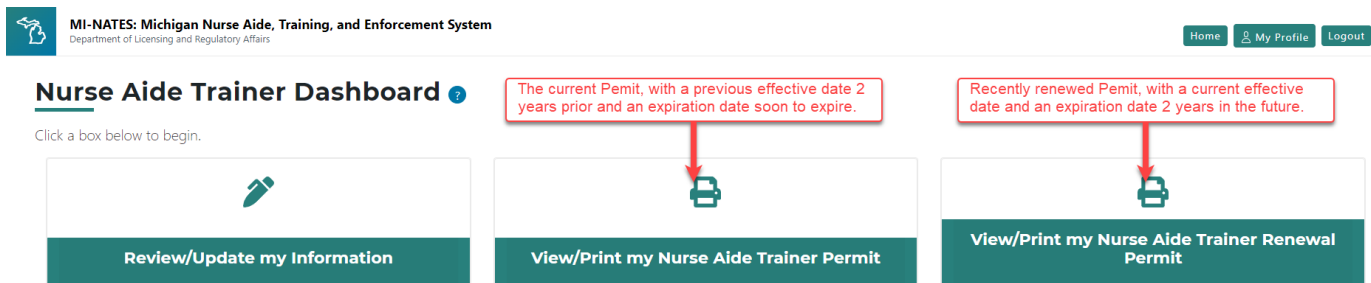 MI-NATES: Michigan Nurse Aide, Training, and Enforcement System
Department of Licensing and Regulatory Affairs
Home
My Profile
Logout
Nurse Aide Trainer Dashboard ?
Click a box below to begin.
The current Pemit, with a previous effective date 2
years prior and an expiration date soon to expire.
Recently renewed Pemit, with a current effective
date and an expiration date 2 years in the future.
Review/Update my Information
View/Print my Nurse Aide Trainer Permit
View/Print my Nurse Aide Trainer Renewal
Permit